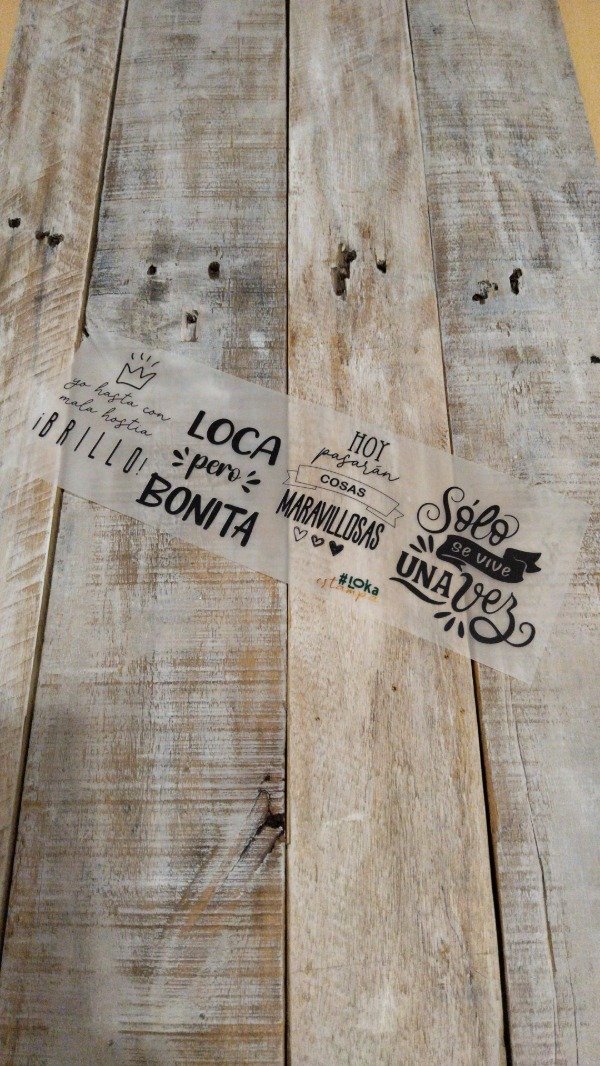 yo hasta con
mala hostia
¡BRILLO!
LOCA
pero
BONITA
HOY
pasarán
COSAS
MARAVILLOSAS
#LOka
estampa
Sólo
se vive
UNA vez